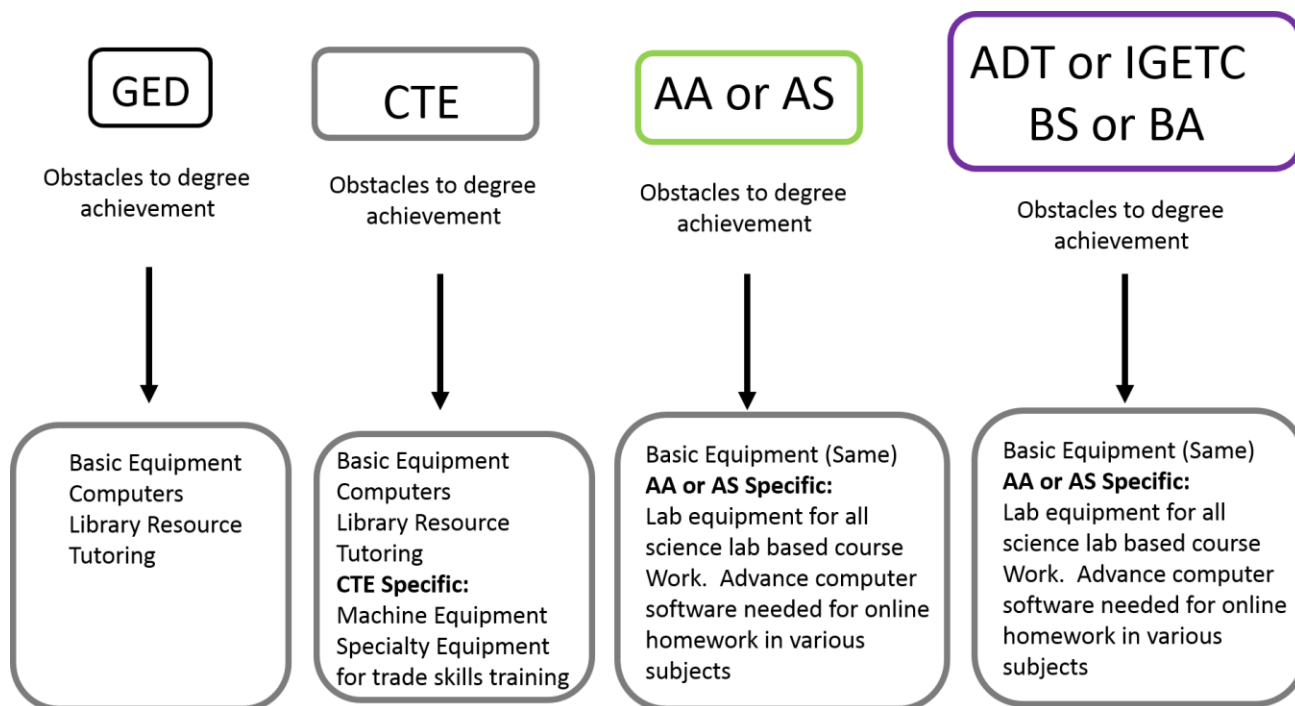 GED
Obstacles to degree
achievement
Basic Equipment
Computers
Library Resource
Tutoring
CTE
Obstacles to degree
achievement
Basic Equipment
Computers
Library Resource
Tutoring
CTE Specific:
Machine Equipment
Specialty Equipment
for trade skills training
AA or AS
Obstacles to degree
achievement
Basic Equipment (Same)
AA or AS Specific:
Lab equipment for all
science lab based course
Work.  Advance computer
software needed for online
homework in various
subjects
ADT or IGETC
BS or BA
Obstacles to degree
achievement
Basic Equipment (Same)
AA or AS Specific:
Lab equipment for all
science lab based course
Work.  Advance computer
software needed for online
homework in various
subjects